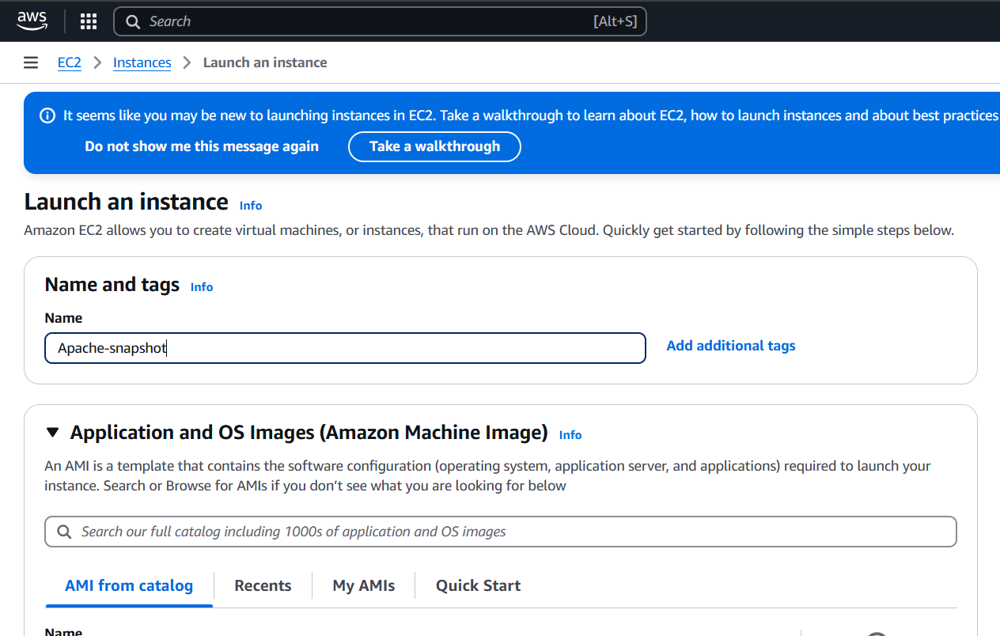 aws
Search [Alt+S]
EC2 Instances Launch an instance
It seems like you may be new to launching instances in EC2. Take a walkthrough to learn about EC2, how to launch instances and about best practices
Do not show me this message again Take a walkthrough
Launch an instance Info
Amazon EC2 allows you to create virtual machines, or instances, that run on the AWS Cloud. Quickly get started by following the simple steps below.
Name and tags Info
Name
Apache-snapshot Add additional tags
Application and OS Images (Amazon Machine Image) Info
An AMI is a template that contains the software configuration (operating system, application server, and applications) required to launch your
instance. Search or Browse for AMIs if you don’t see what you are looking for below
Search our full catalog including 1000s of application and OS images
AMI from catalog Recents My AMIs Quick Start
Name